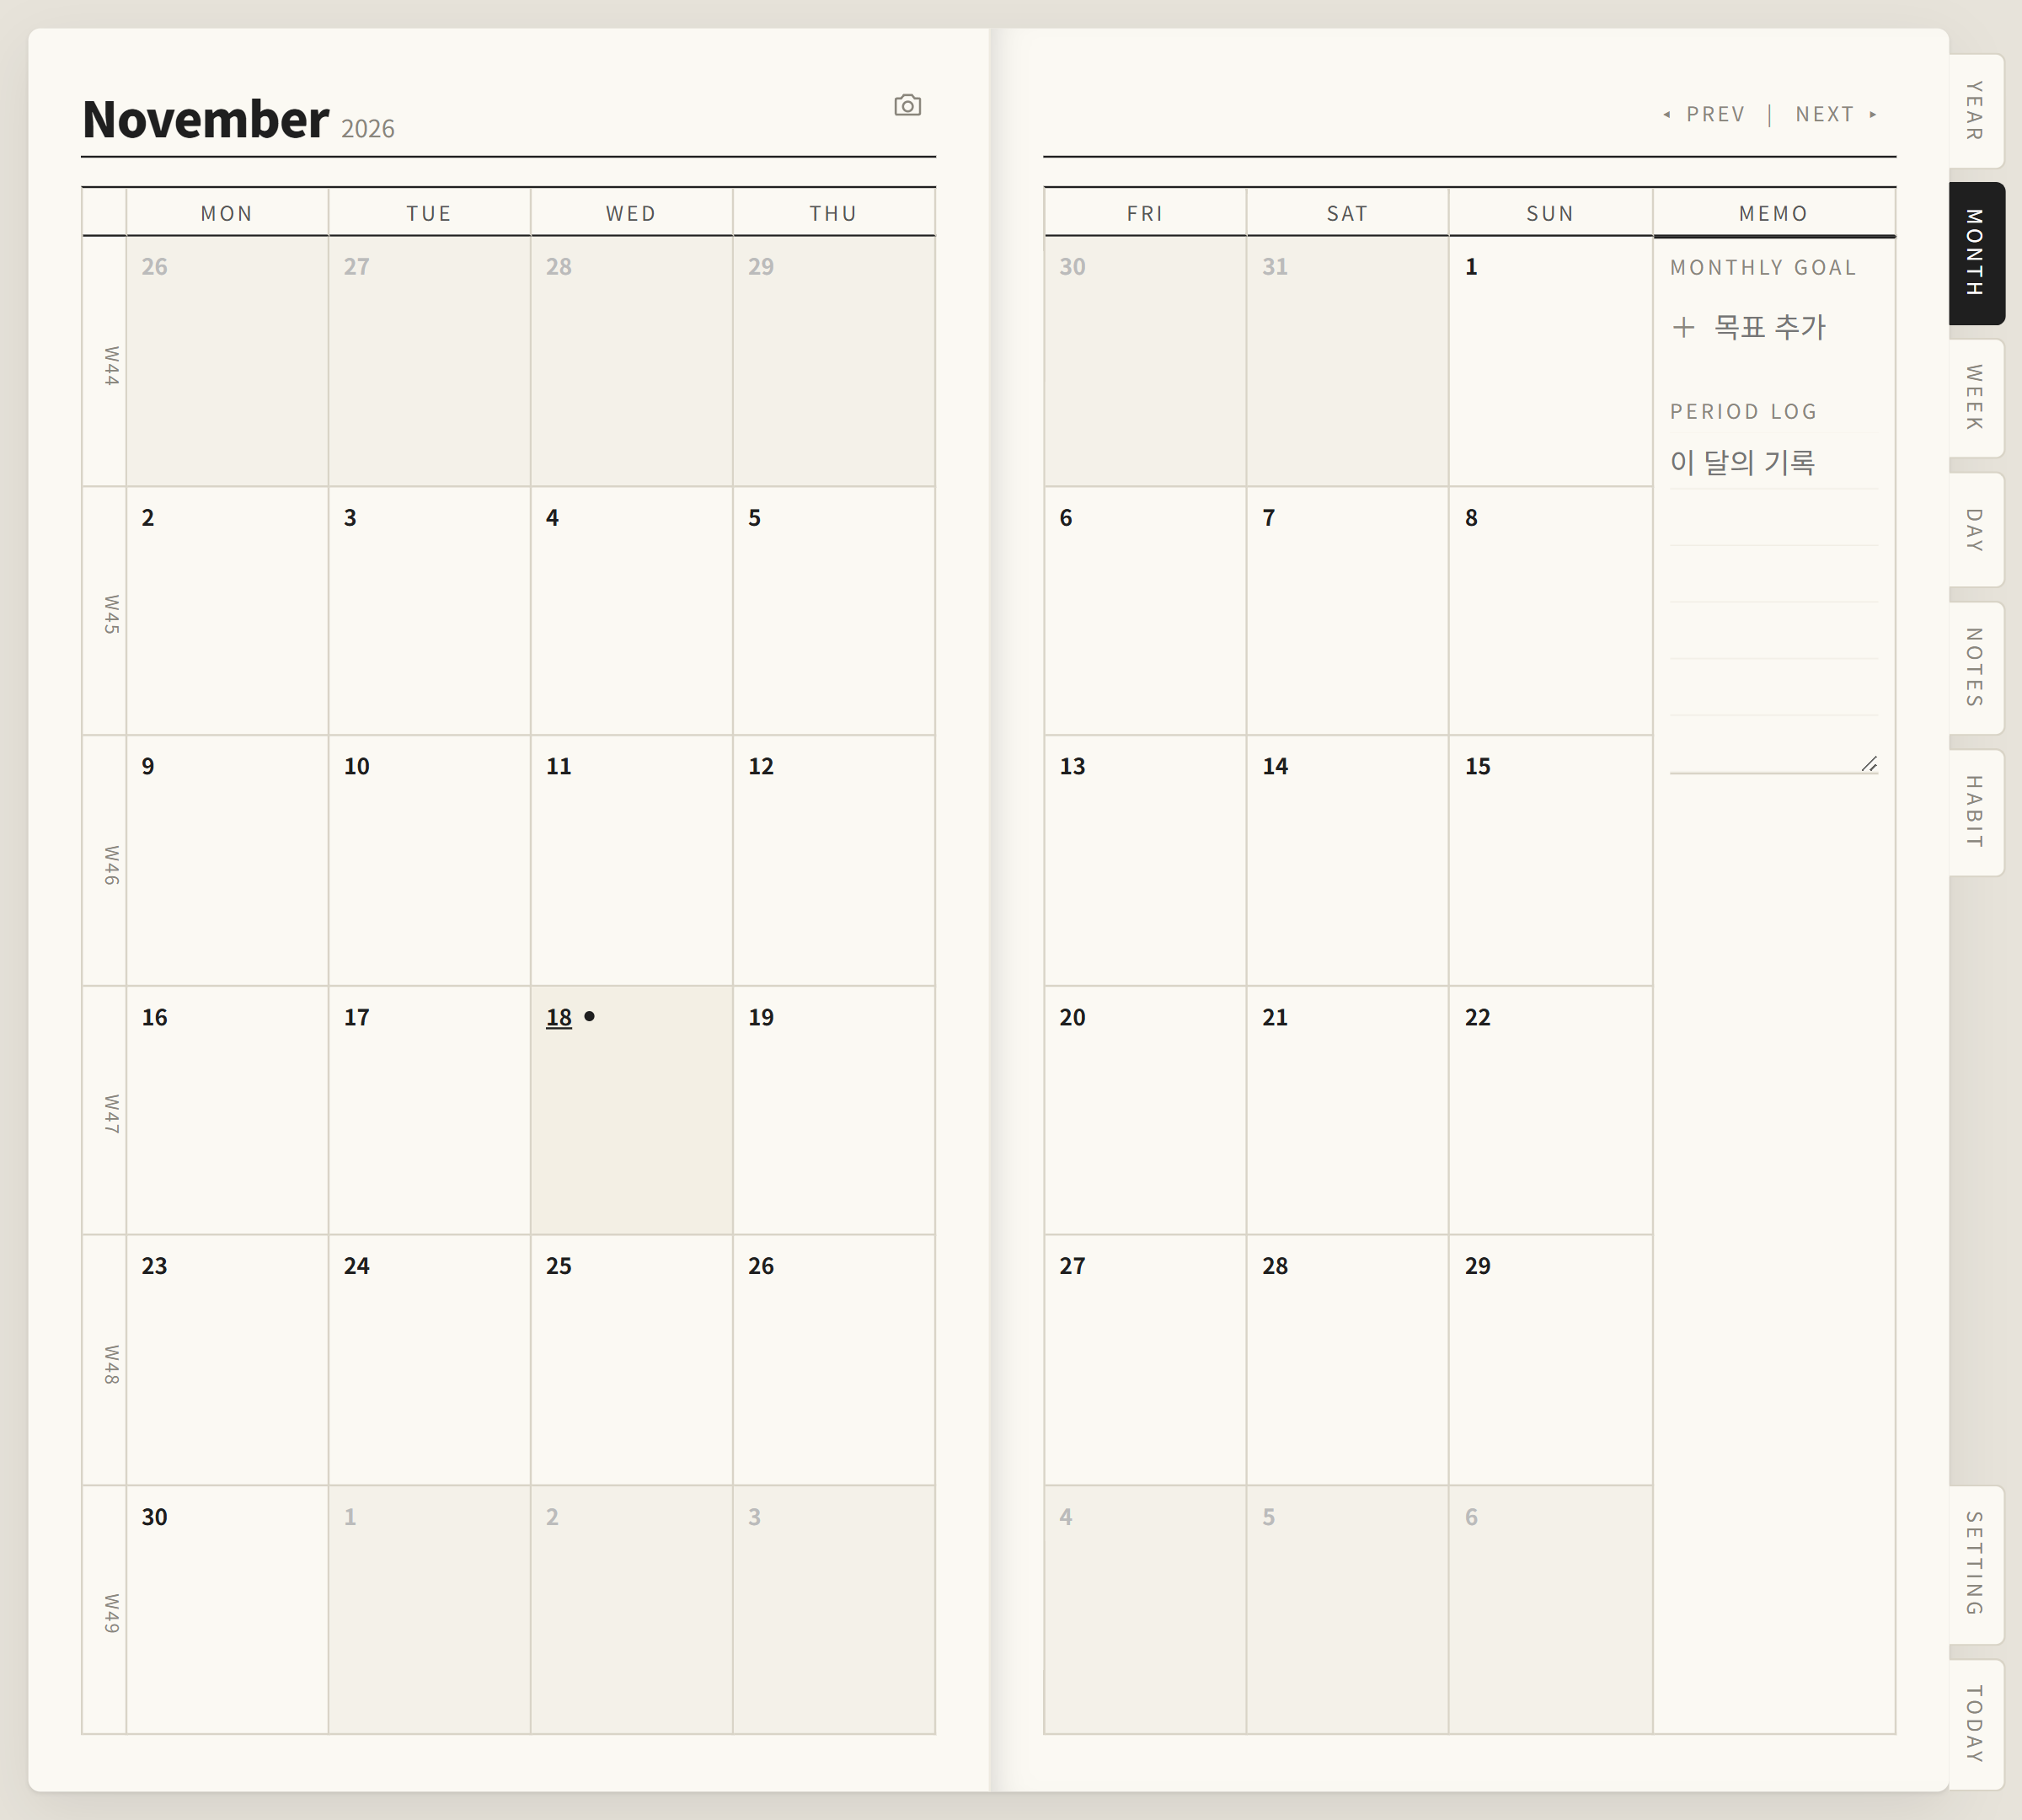 November 2026
◂ PREV | NEXT ▸
MON TUE WED THU FRI SAT SUN MEMO
W44 26 27 28 29 30 31 1
W45 2 3 4 5 6 7 8
W46 9 10 11 12 13 14 15
W47 16 17 18 ● 19 20 21 22
W48 23 24 25 26 27 28 29
W49 30 1 2 3 4 5 6
MONTHLY GOAL
+ 목표 추가
PERIOD LOG
이 달의 기록
YEAR
MONTH
WEEK
DAY
NOTES
HABIT
SETTING
TODAY